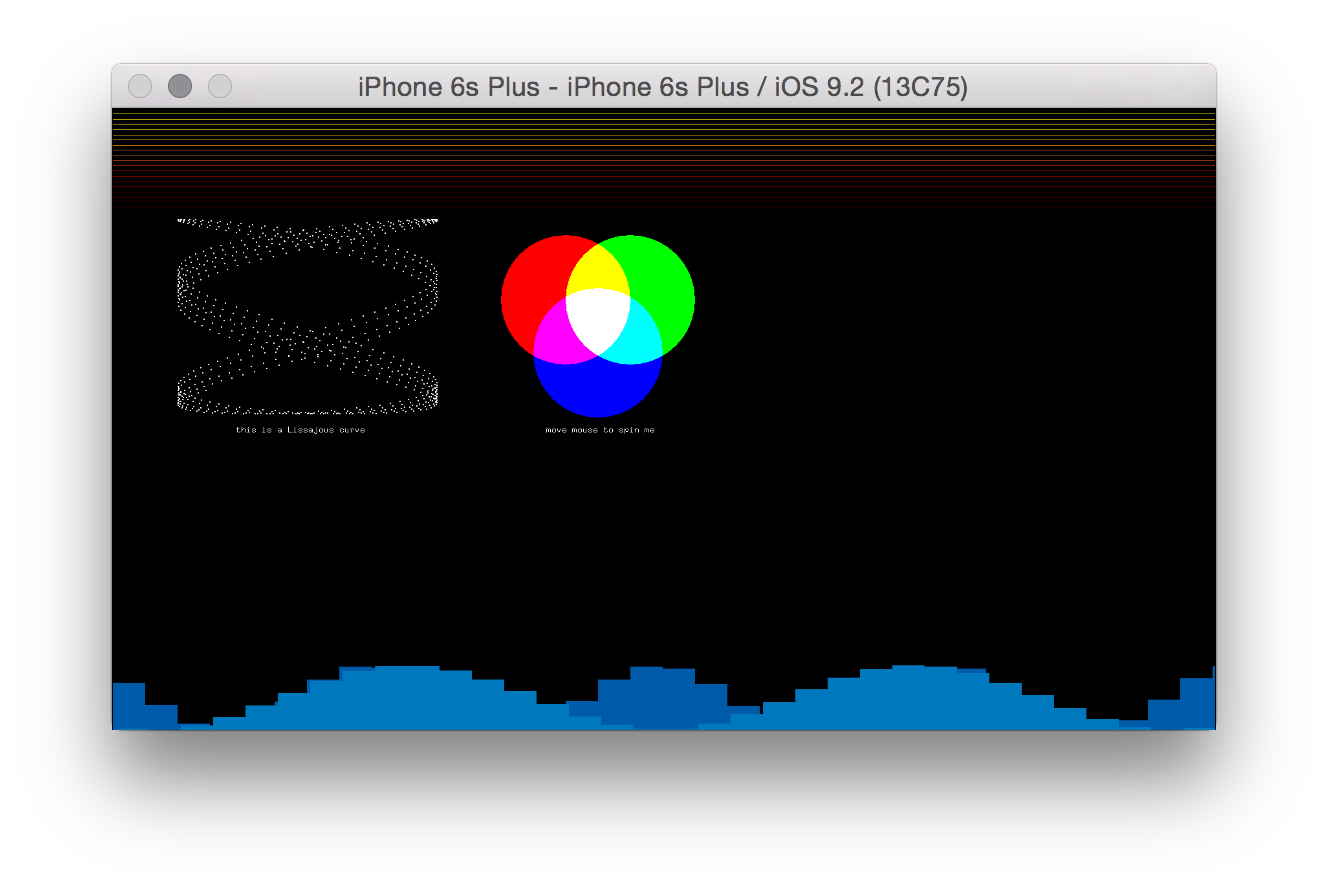 iPhone 6s Plus - iPhone 6s Plus / iOS 9.2 (13C75)
this is a Lissajous curve
move mouse to spin me